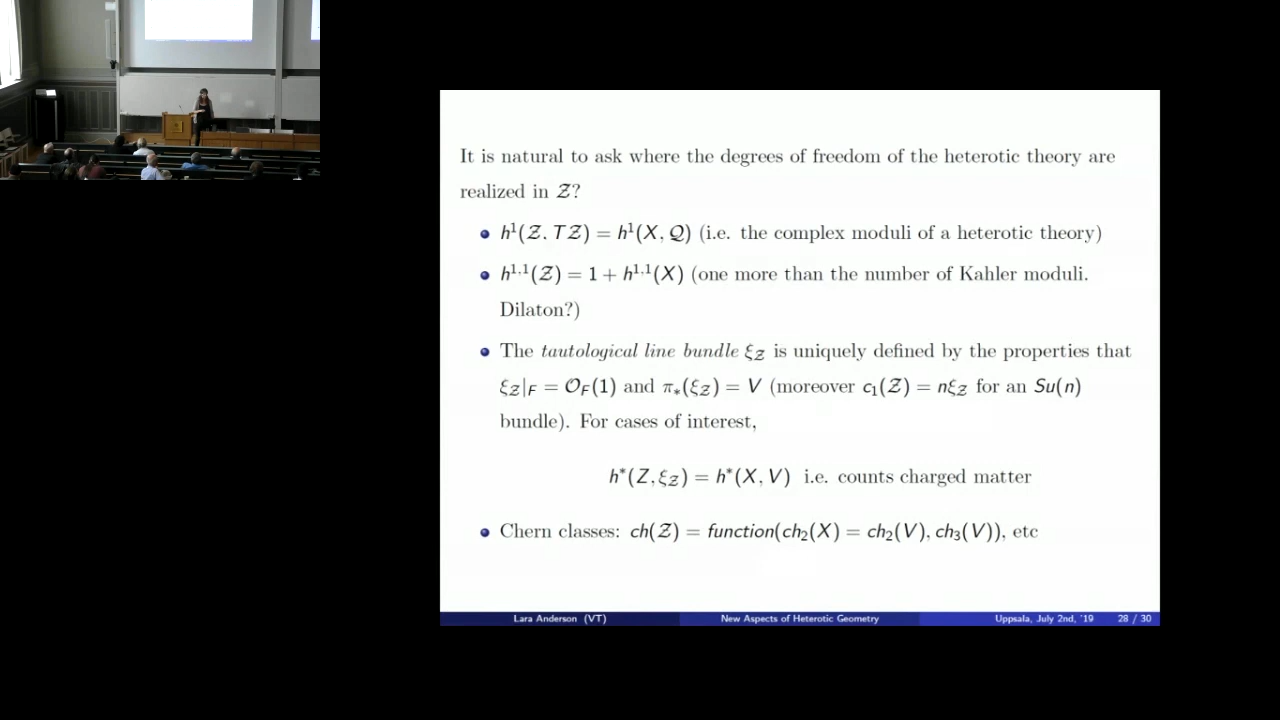 It is natural to ask where the degrees of freedom of the heterotic theory are
realized in 𝒵?
h¹(𝒵, T𝒵) = h¹(X, 𝒬) (i.e. the complex moduli of a heterotic theory)
h¹,¹(𝒵) = 1 + h¹,¹(X) (one more than the number of Kahler moduli.
Dilaton?)
The tautological line bundle ξ_𝒵 is uniquely defined by the properties that
ξ_𝒵|_F = 𝒪_F(1) and π_*(ξ_𝒵) = V (moreover c₁(𝒵) = nξ_𝒵 for an Su(n)
bundle). For cases of interest,
h*(Z, ξ_𝒵) = h*(X, V) i.e. counts charged matter
Chern classes: ch(𝒵) = function(ch₂(X) = ch₂(V), ch₃(V)), etc
Lara Anderson (VT) New Aspects of Heterotic Geometry Uppsala, July 2nd, '19 28 / 30